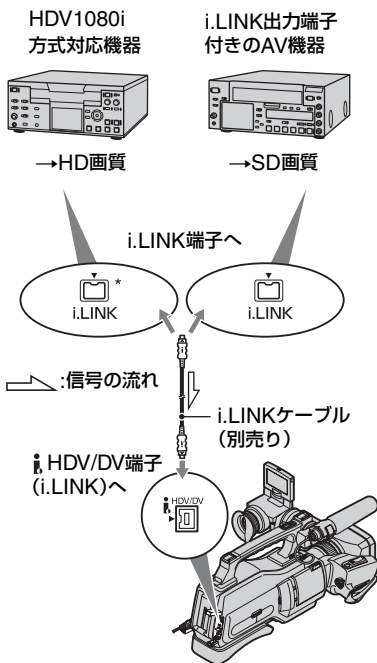 HDV1080i
方式対応機器
i.LINK出力端子
付きのAV機器
→HD画質
→SD画質
i.LINK端子へ
*
i.LINK
i.LINK
:信号の流れ
i.LINKケーブル
(別売り)
HDV/DV端子
(i.LINK)へ
HDV/DV